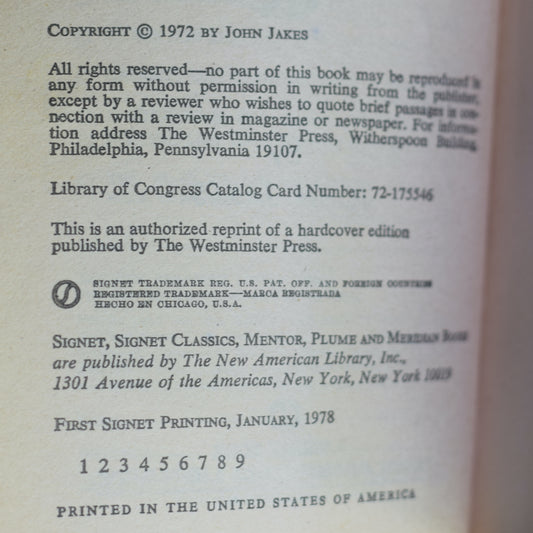 COPYRIGHT © 1972 BY JOHN JAKES
All rights reserved—no part of this book may be reproduced in
any form without permission in writing from the publisher,
except by a reviewer who wishes to quote brief passages in con-
nection with a review in magazine or newspaper. For informa-
tion address The Westminster Press, Witherspoon Building,
Philadelphia, Pennsylvania 19107.
Library of Congress Catalog Card Number: 72-175546
This is an authorized reprint of a hardcover edition
published by The Westminster Press.
SIGNET TRADEMARK REG. U.S. PAT. OFF. AND FOREIGN COUNTRIES
REGISTERED TRADEMARK—MARCA REGISTRADA
HECHO EN CHICAGO, U.S.A.
SIGNET, SIGNET CLASSICS, MENTOR, PLUME AND MERIDIAN BOOKS
are published by The New American Library, Inc.,
1301 Avenue of the Americas, New York, New York 10019
FIRST SIGNET PRINTING, JANUARY, 1978
1 2 3 4 5 6 7 8 9
PRINTED IN THE UNITED STATES OF AMERICA